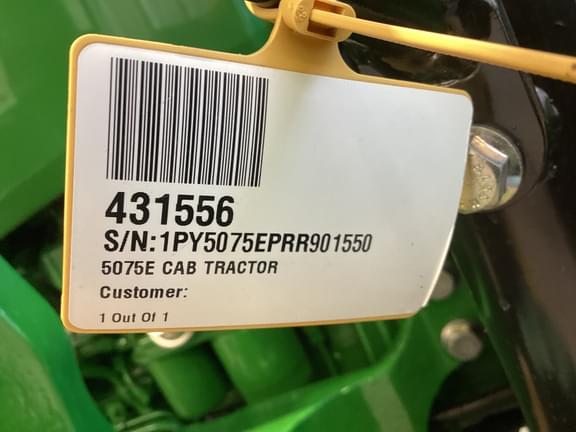 431556
S/N:1PY5075EPRR901550
5075E CAB TRACTOR
Customer:
1 Out Of 1